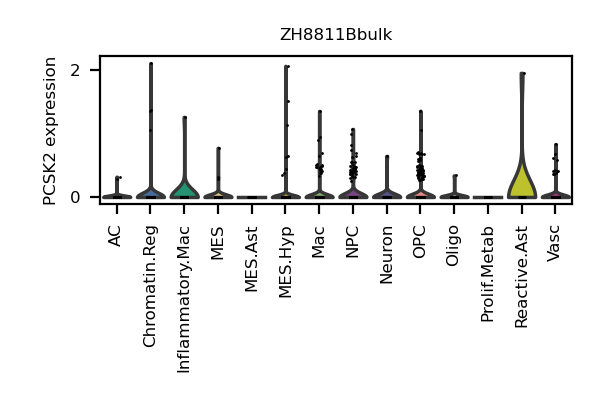 ZH8811Bbulk
PCSK2 expression
2
0
AC
Chromatin.Reg
Inflammatory.Mac
MES
MES.Ast
MES.Hyp
Mac
NPC
Neuron
OPC
Oligo
Prolif.Metab
Reactive.Ast
Vasc